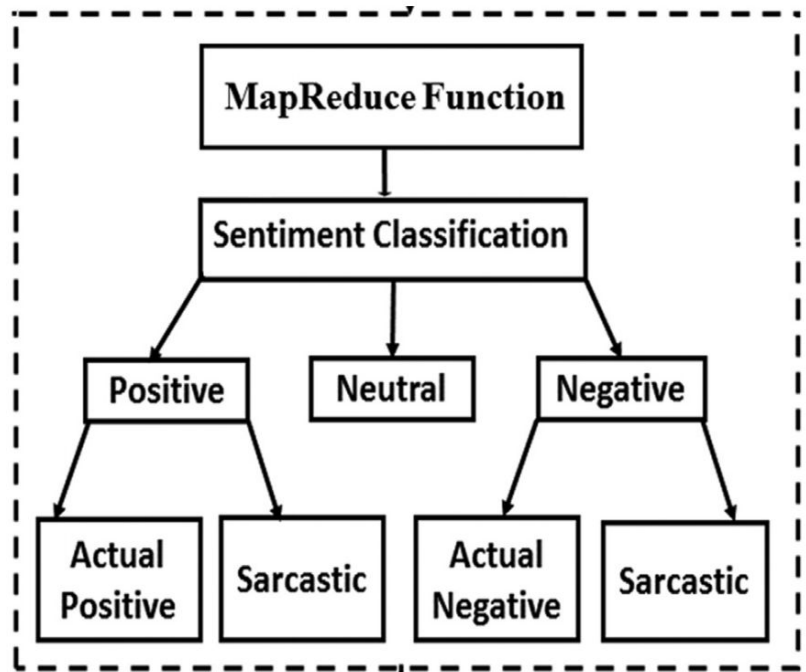 MapReduce Function
Sentiment Classification
Positive
Neutral
Negative
Actual
Positive
Sarcastic
Actual
Negative
Sarcastic